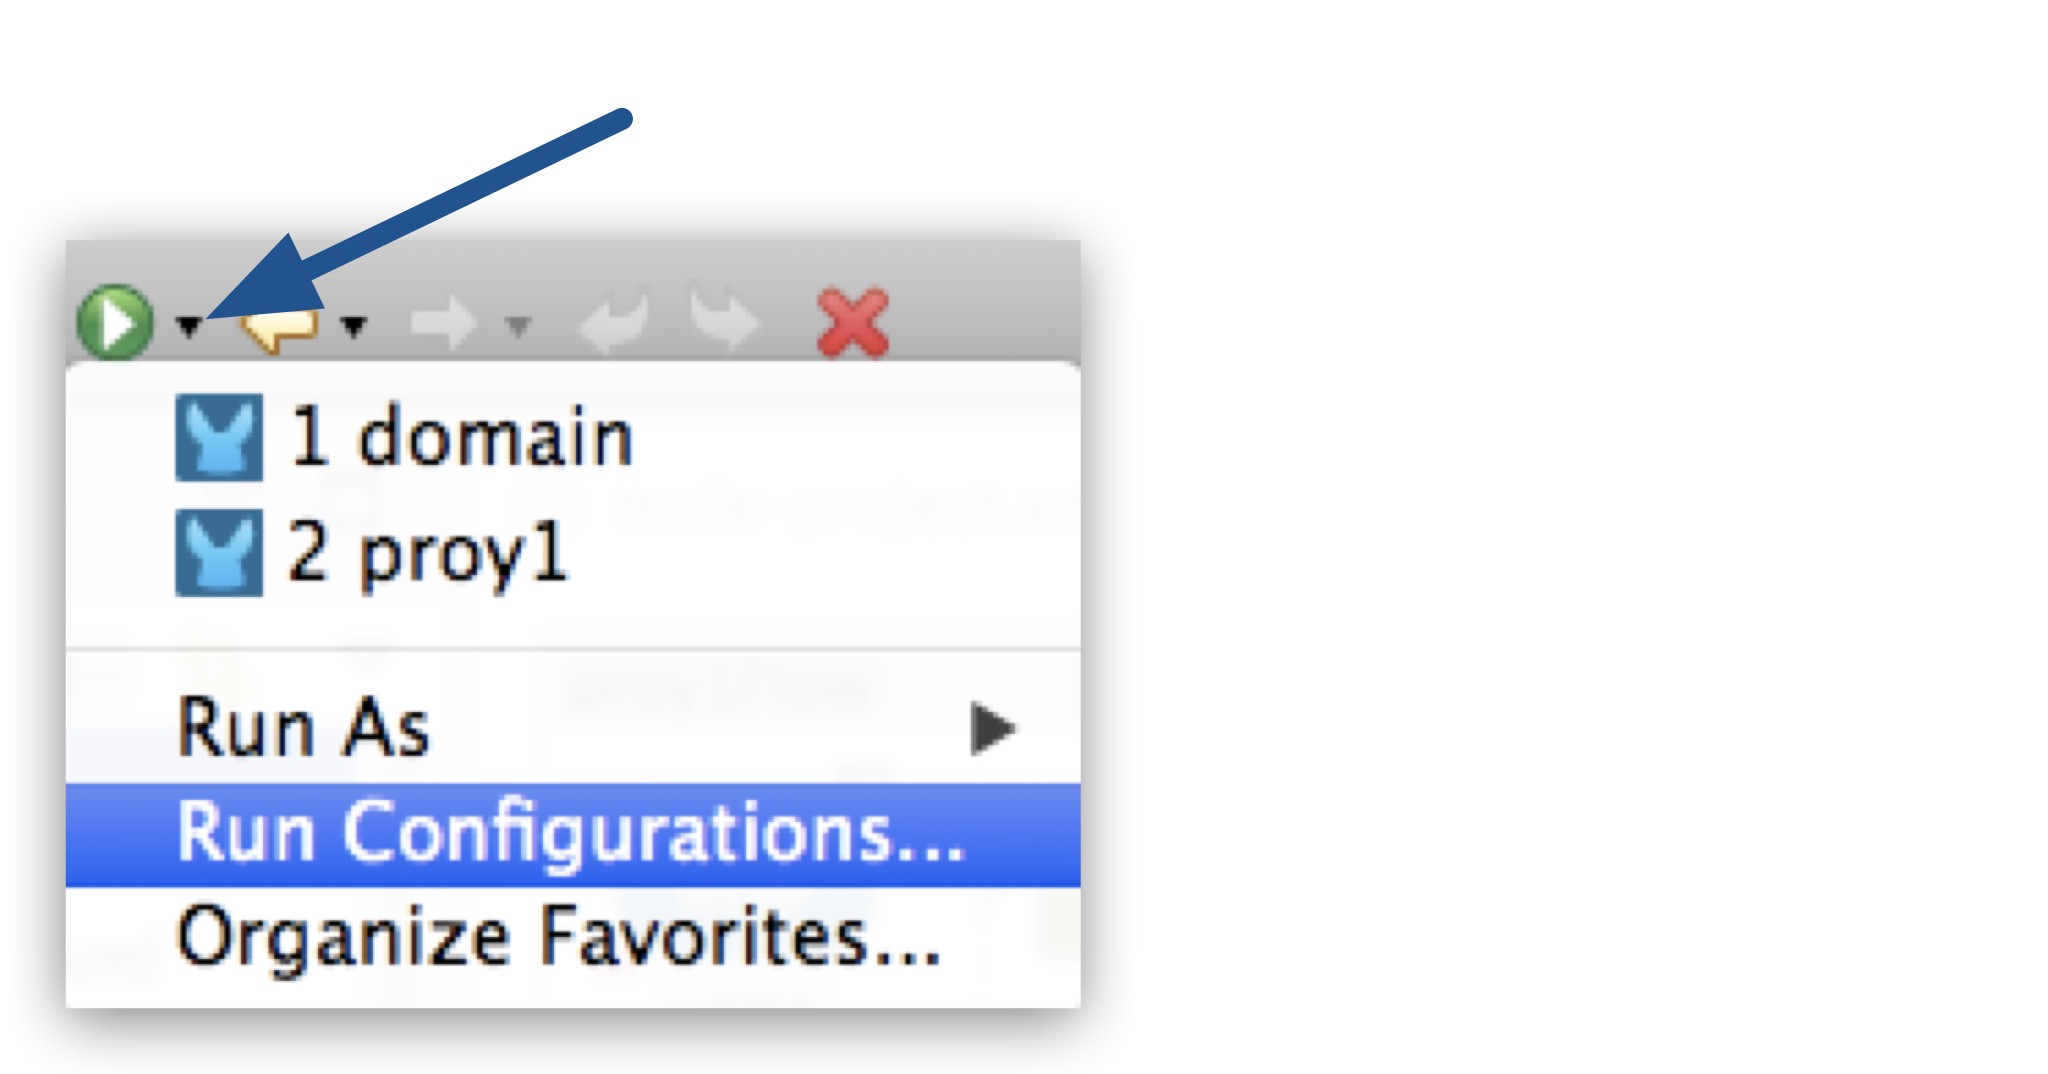 1 domain
2 proy1
Run As
Run Configurations...
Organize Favorites...